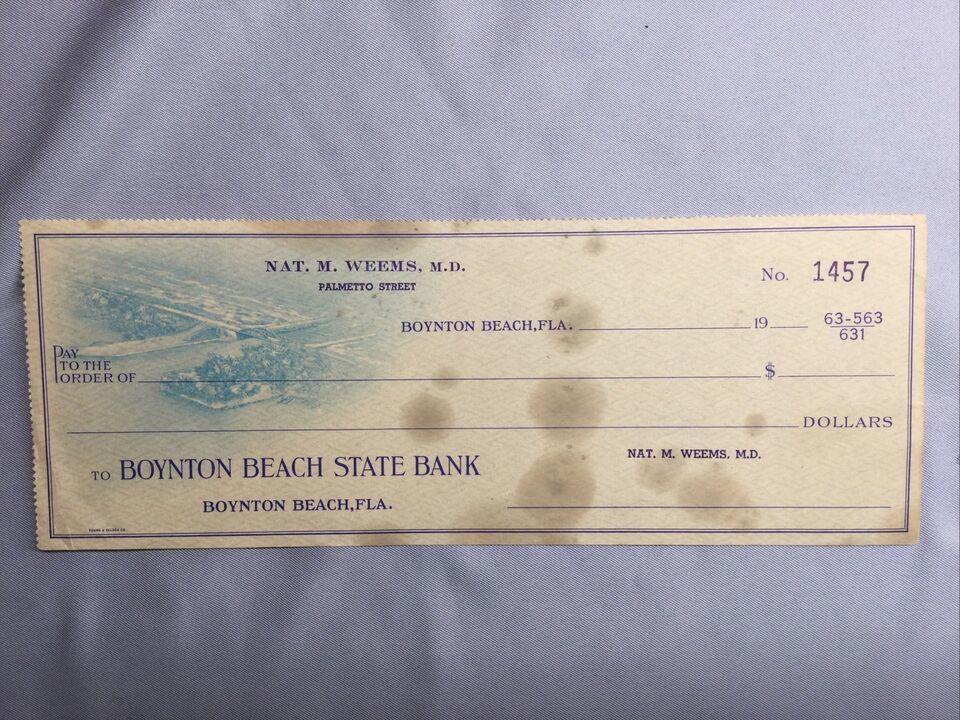 NAT. M. WEEMS, M.D.
PALMETTO STREET
No. 1457
BOYNTON BEACH, FLA. 19
63-563
631
PAY
TO THE
ORDER OF $
DOLLARS
TO BOYNTON BEACH STATE BANK
BOYNTON BEACH, FLA.
NAT. M. WEEMS, M.D.